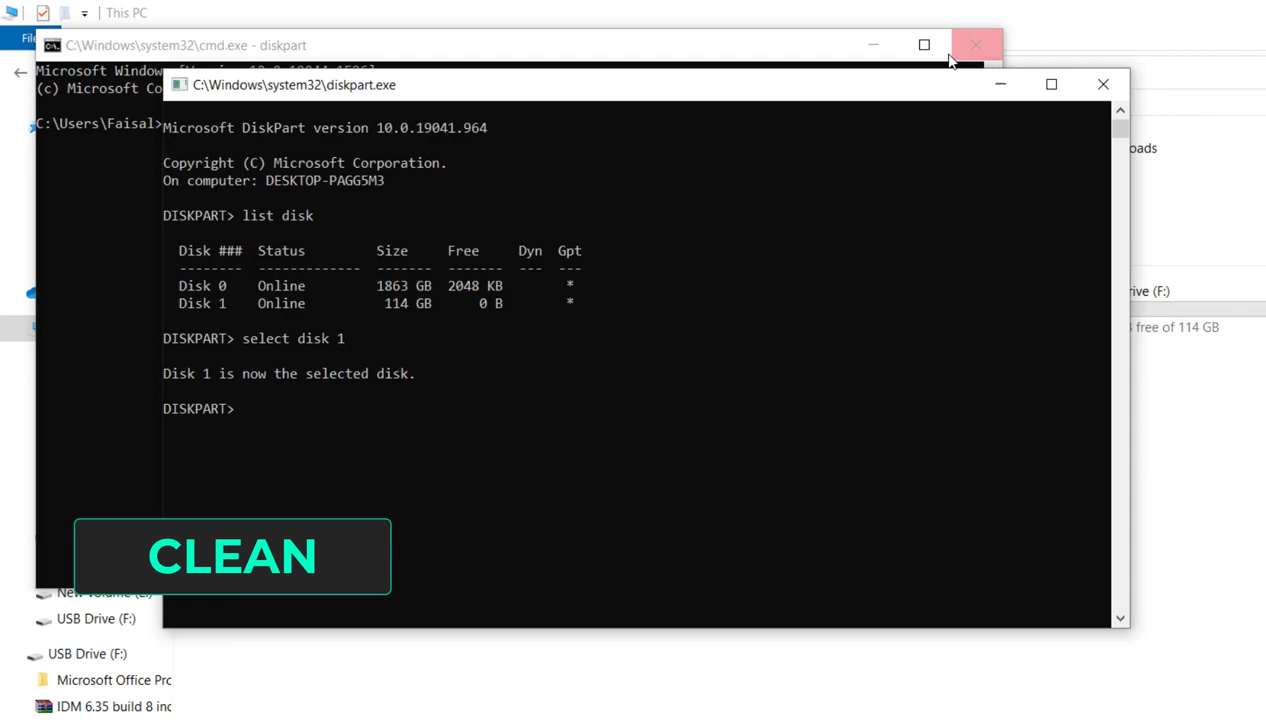 This PC
File
C:\Windows\system32\cmd.exe - diskpart
Microsoft Window
(c) Microsoft Co
C:\Users\Faisal>
C:\Windows\system32\diskpart.exe
Microsoft DiskPart version 10.0.19041.964
Copyright (C) Microsoft Corporation.
On computer: DESKTOP-PAGG5M3
DISKPART> list disk
Disk ### Status Size Free Dyn Gpt
-------- ------------- ------- ------- --- ---
Disk 0 Online 1863 GB 2048 KB *
Disk 1 Online 114 GB 0 B *
DISKPART> select disk 1
Disk 1 is now the selected disk.
DISKPART>
oads
rive (F:)
free of 114 GB
CLEAN
USB Drive (F:)
USB Drive (F:)
Microsoft Office Prc
IDM 6.35 build 8 inc